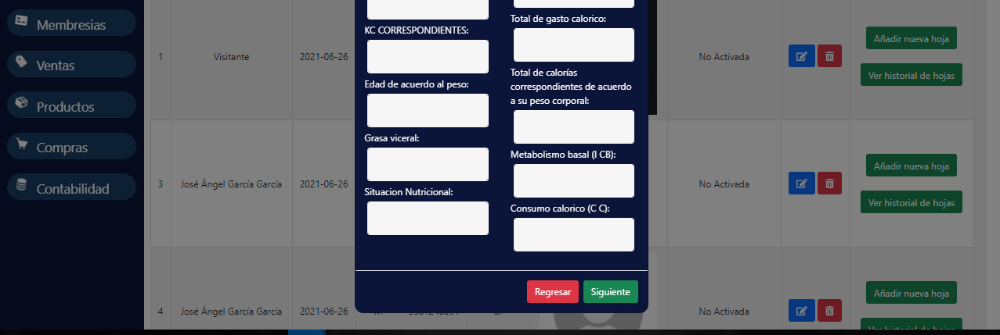 Membresias
Ventas
Productos
Compras
Contabilidad
1 Visitante 2021-06-26
3 José Ángel García García 2021-06-26
4 José Ángel García García 2021-06-26
KC CORRESPONDIENTES:
Edad de acuerdo al peso:
Grasa viceral:
Situacion Nutricional:
Total de gasto calorico:
Total de calorías
correspondientes de acuerdo
a su peso corporal:
Metabolismo basal (I CB):
Consumo calorico (C C):
Regresar Siguiente
No Activada
Añadir nueva hoja
Ver historial de hojas
No Activada
Añadir nueva hoja
Ver historial de hojas
No Activada
Añadir nueva hoja
Ver historial de hojas